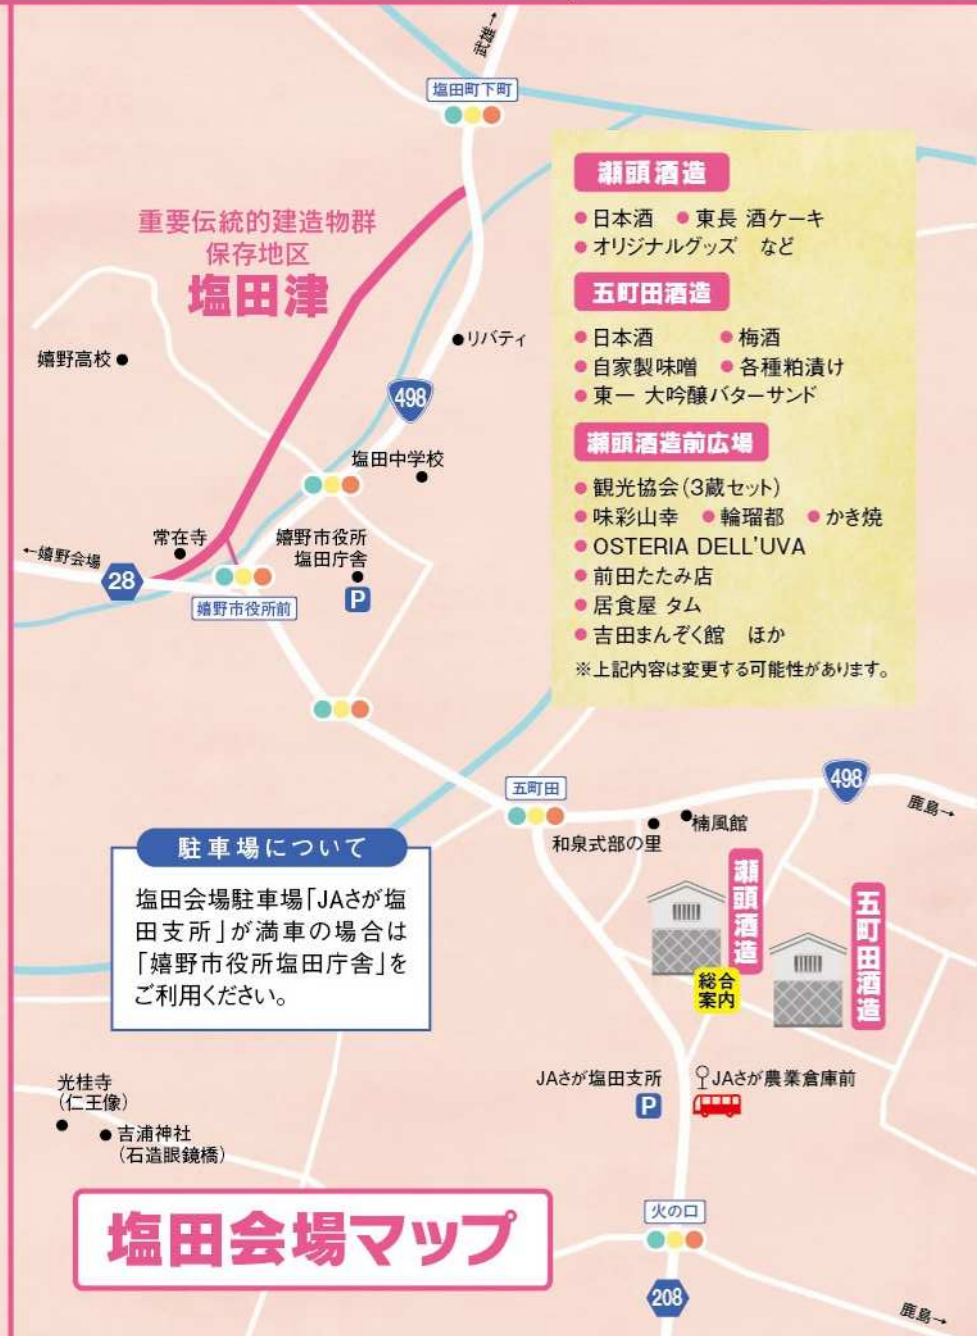 武雄→
塩田町下町
重要伝統的建造物群
保存地区
塩田津
リバティ
嬉野高校
498
塩田中学校
常在寺
嬉野市役所
塩田庁舎
P
←嬉野会場
28
嬉野市役所前
瀬頭酒造
日本酒 東長 酒ケーキ
オリジナルグッズ など
五町田酒造
日本酒 梅酒
自家製味噌 各種粕漬け
東一 大吟醸バターサンド
瀬頭酒造前広場
観光協会(3蔵セット)
味彩山幸 輪瑠都 かき焼
OSTERIA DELL'UVA
前田たたみ店
居食屋 タム
吉田まんぞく館 ほか
※上記内容は変更する可能性があります。
五町田
498
鹿島→
和泉式部の里
楠風館
瀬頭酒造
総合
案内
五町田酒造
駐車場について
塩田会場駐車場「JAさが塩
田支所」が満車の場合は
「嬉野市役所塩田庁舎」を
ご利用ください。
JAさが塩田支所
P
JAさが農業倉庫前
光桂寺
(仁王像)
吉浦神社
(石造眼鏡橋)
塩田会場マップ
火の口
208
鹿島→